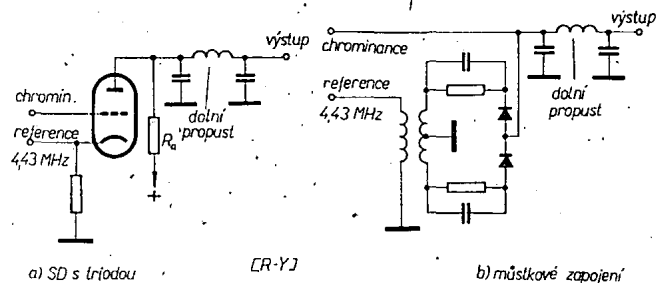 výstup
chromin.
reference
4,43 MHz
dolní
propust
Ra
+
a) SD s triodou
[R-Y]
výstup
chrominance
reference
4,43 MHz
dolní
propust
b) můstkové zapojení